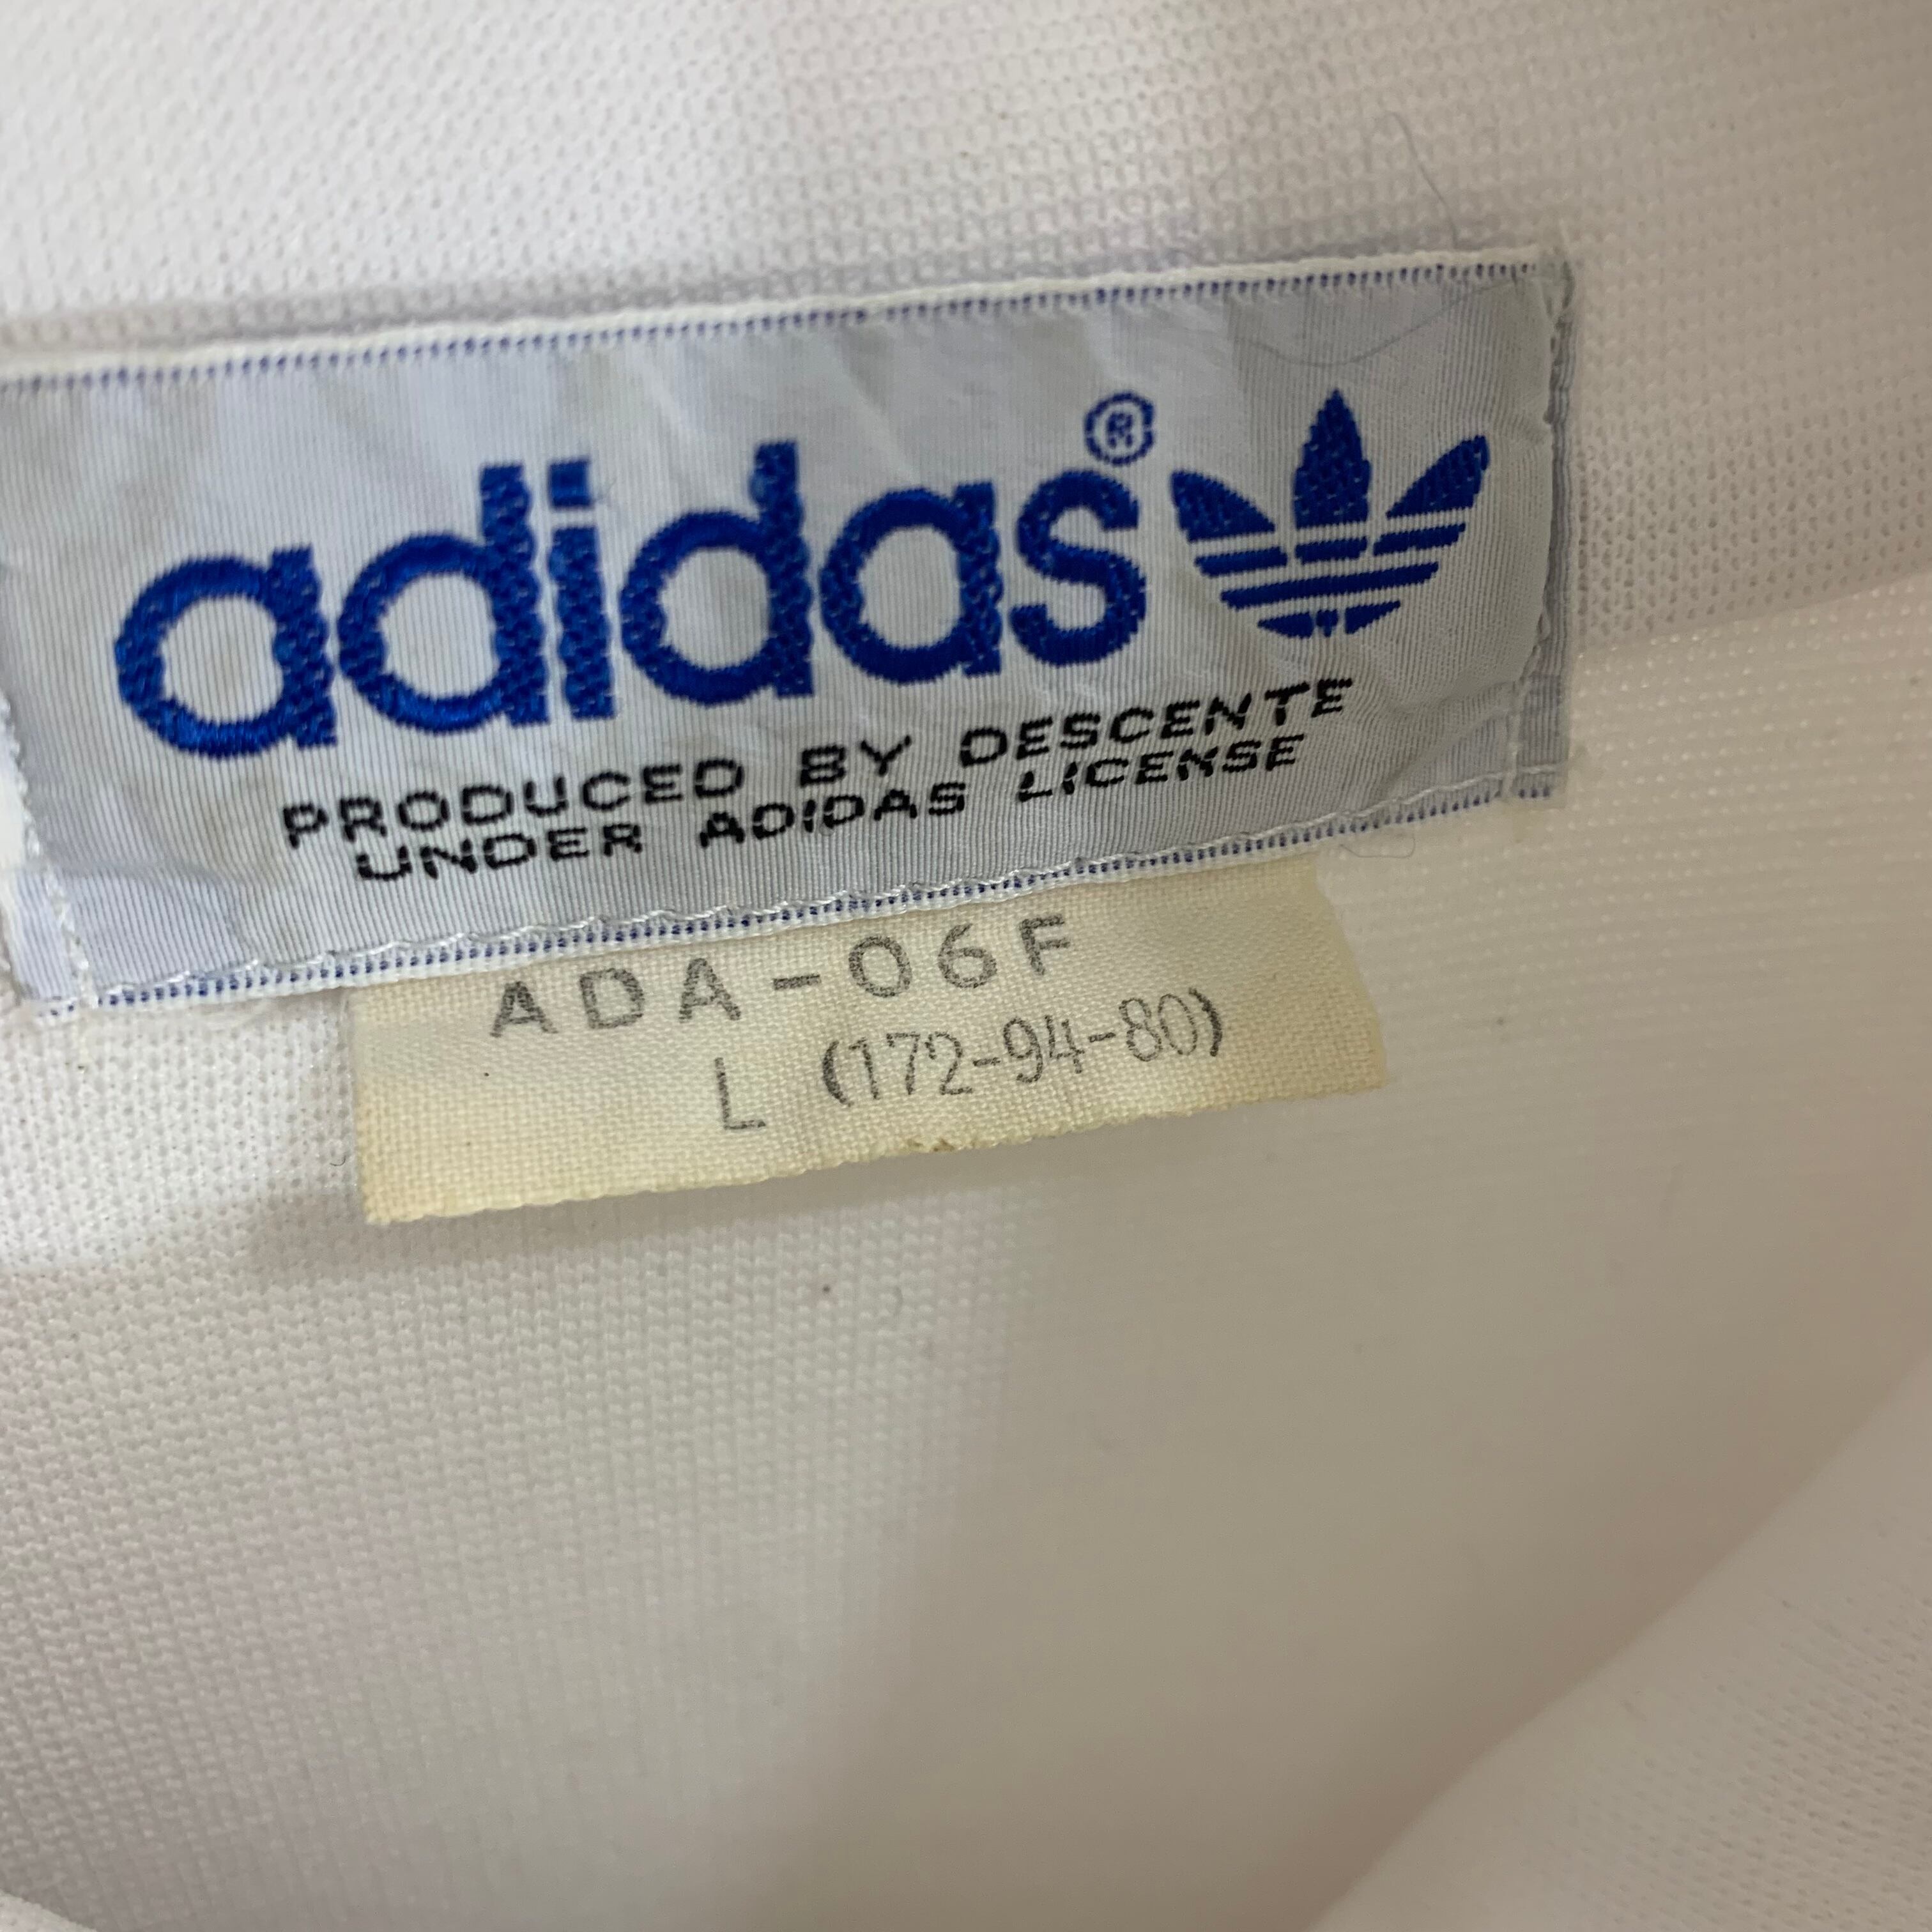 adidas®
PRODUCED BY DESCENTE
UNDER ADIDAS LICENSE
ADA-06F
L (172-94-80)